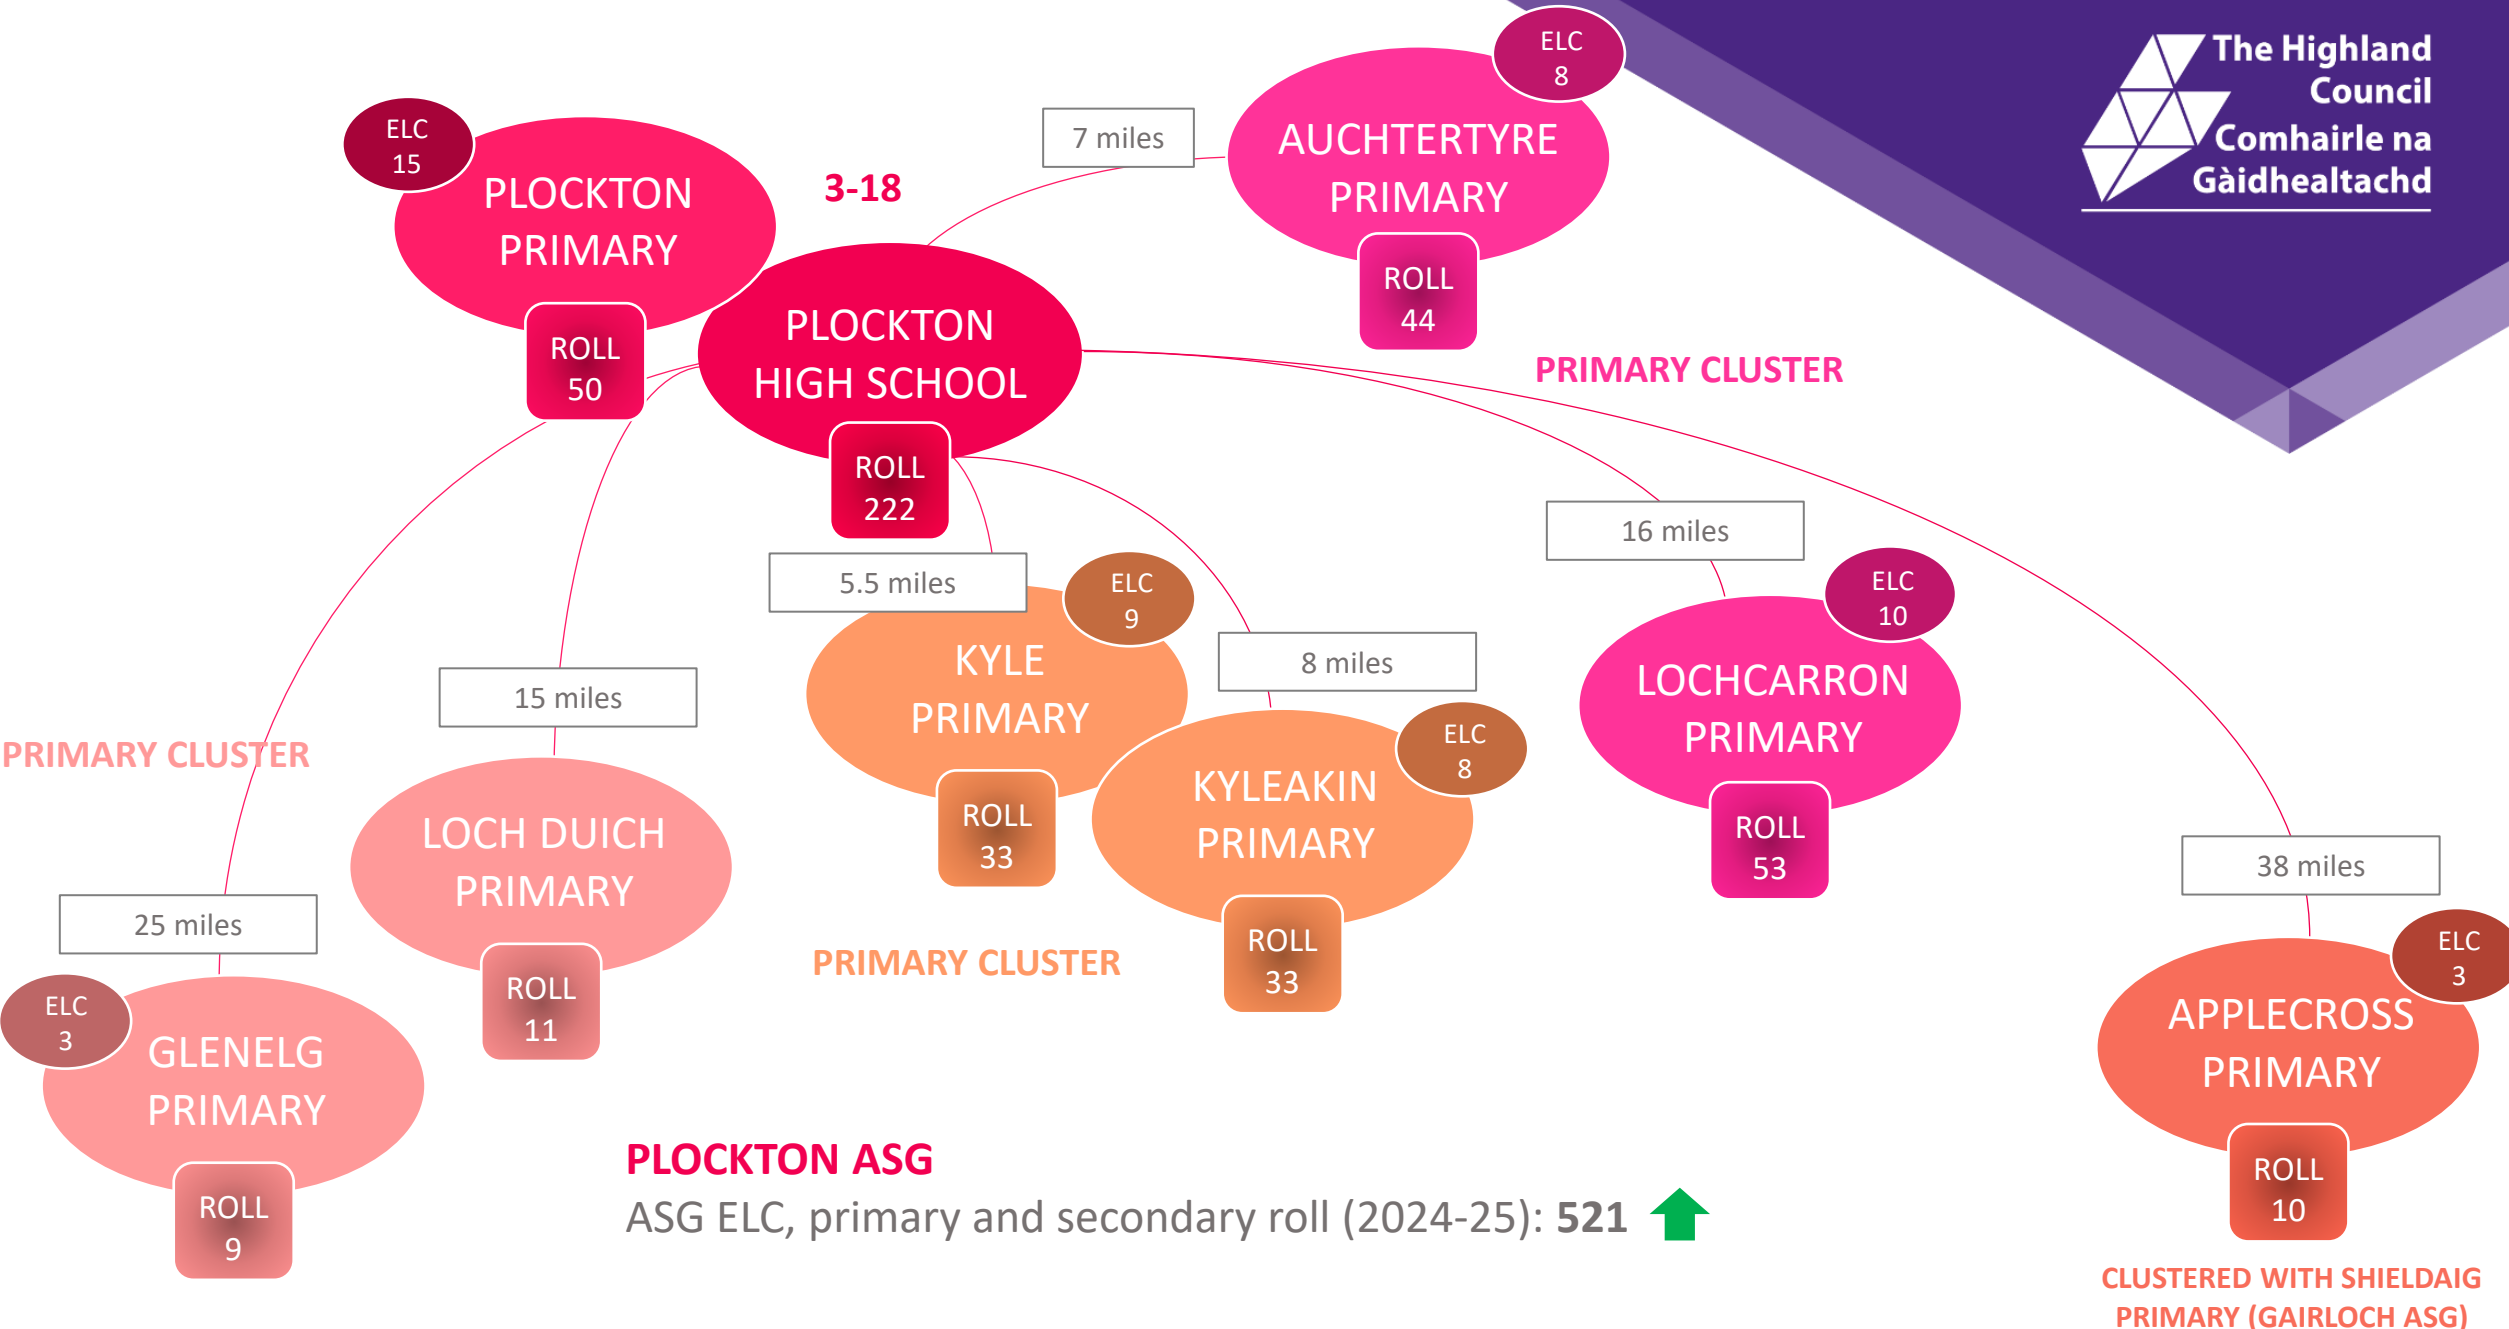 The Highland
Council
Comhairle na
Gàidhealtachd
ELC
15
PLOCKTON
PRIMARY
ROLL
50
3-18
PLOCKTON
HIGH SCHOOL
ROLL
222
7 miles
ELC
8
AUCHTERTYRE
PRIMARY
ROLL
44
PRIMARY CLUSTER
16 miles
ELC
10
LOCHCARRON
PRIMARY
ROLL
53
5.5 miles
ELC
9
KYLE
PRIMARY
ROLL
33
8 miles
ELC
8
KYLEAKIN
PRIMARY
ROLL
33
PRIMARY CLUSTER
15 miles
LOCH DUICH
PRIMARY
ROLL
11
PRIMARY CLUSTER
25 miles
ELC
3
GLENELG
PRIMARY
ROLL
9
38 miles
ELC
3
APPLECROSS
PRIMARY
ROLL
10
CLUSTERED WITH SHIELDAIG
PRIMARY (GAIRLOCH ASG)
PLOCKTON ASG
ASG ELC, primary and secondary roll (2024-25): 521